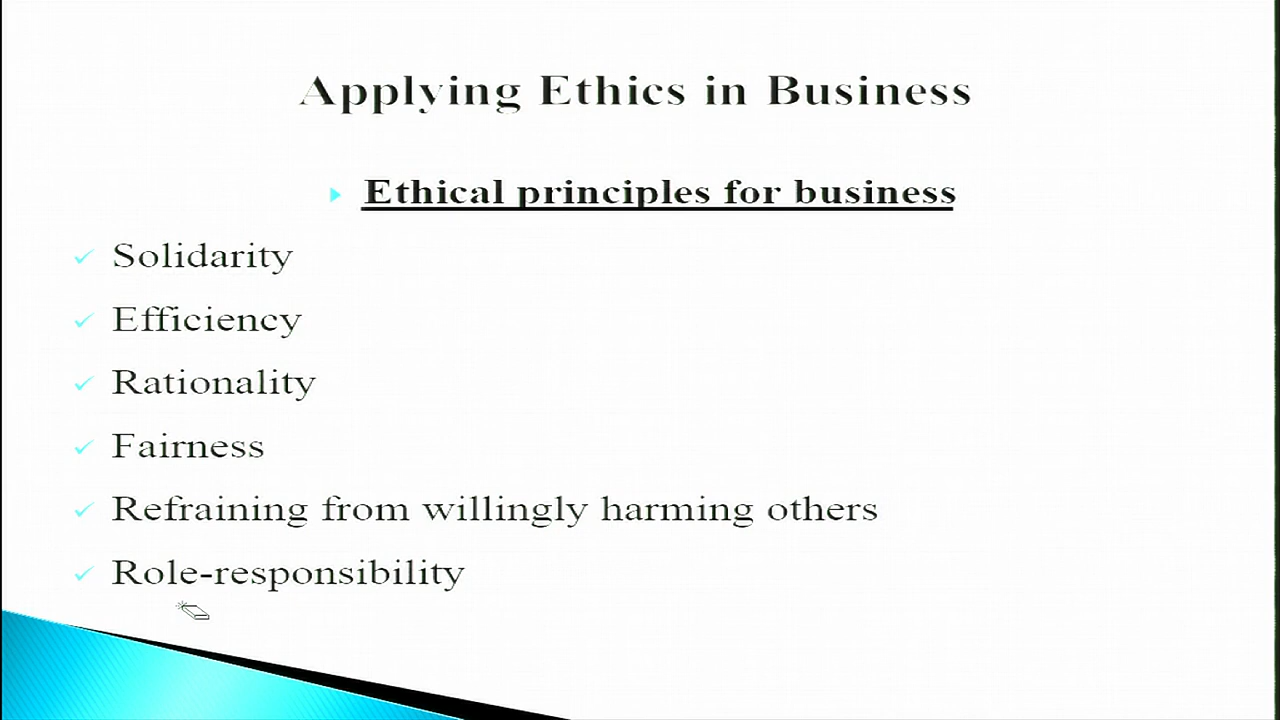 Applying Ethics in Business
Ethical principles for business
Solidarity
Efficiency
Rationality
Fairness
Refraining from willingly harming others
Role-responsibility